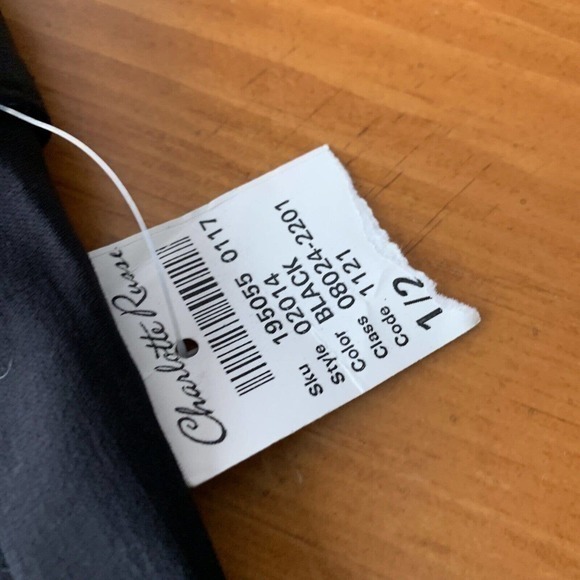 Charlotte Russe
195055 0117
Sku
Style 02014
Color BLACK
Class 08024-2201
Code 1121
1/2